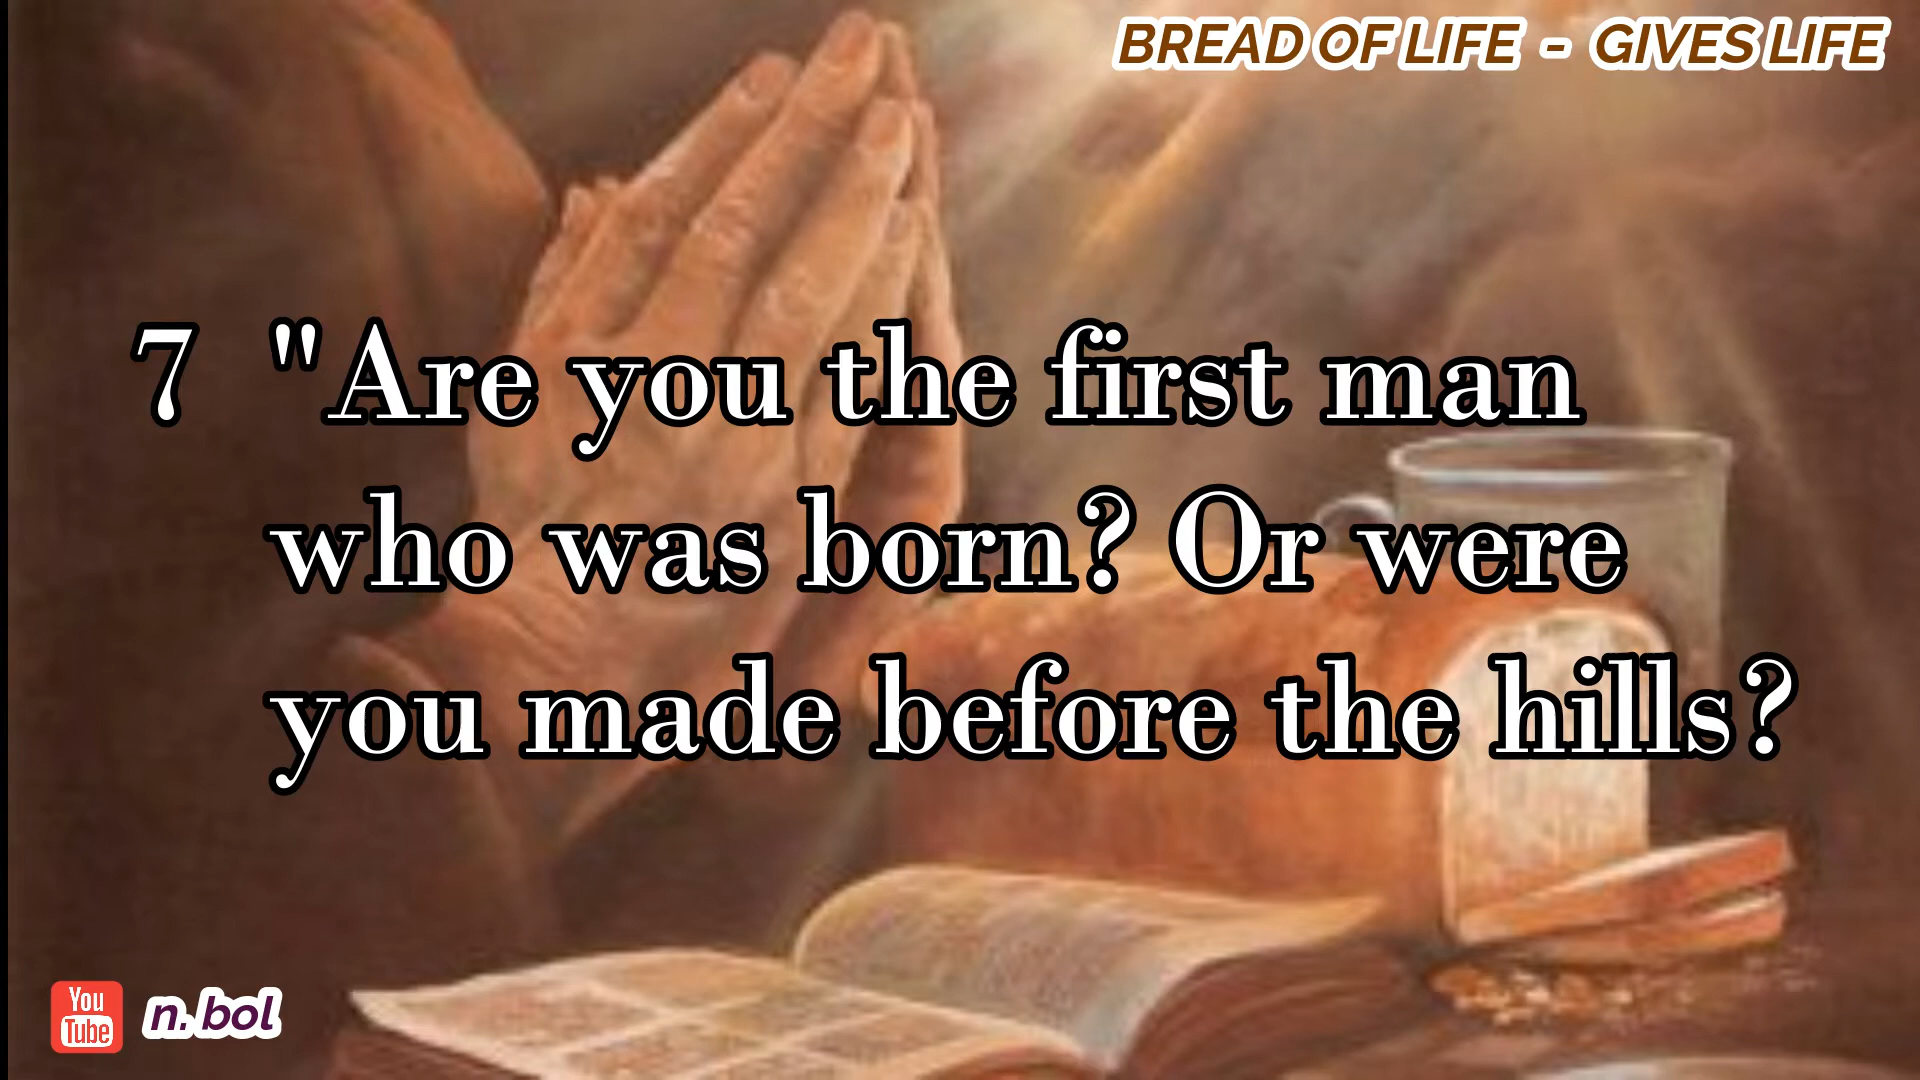 BREAD OF LIFE - GIVES LIFE
7 "Are you the first man
who was born? Or were
you made before the hills?
You
Tube
n. bol